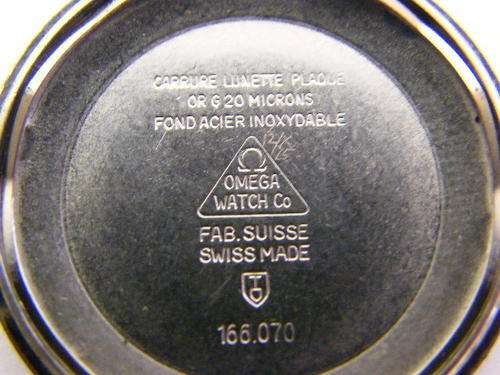 CARRURE LUNETTE PLAQUE
OR G 20 MICRONS
FOND ACIER INOXYDABLE
Ω
OMEGA
WATCH Co
FAB. SUISSE
SWISS MADE
166.070